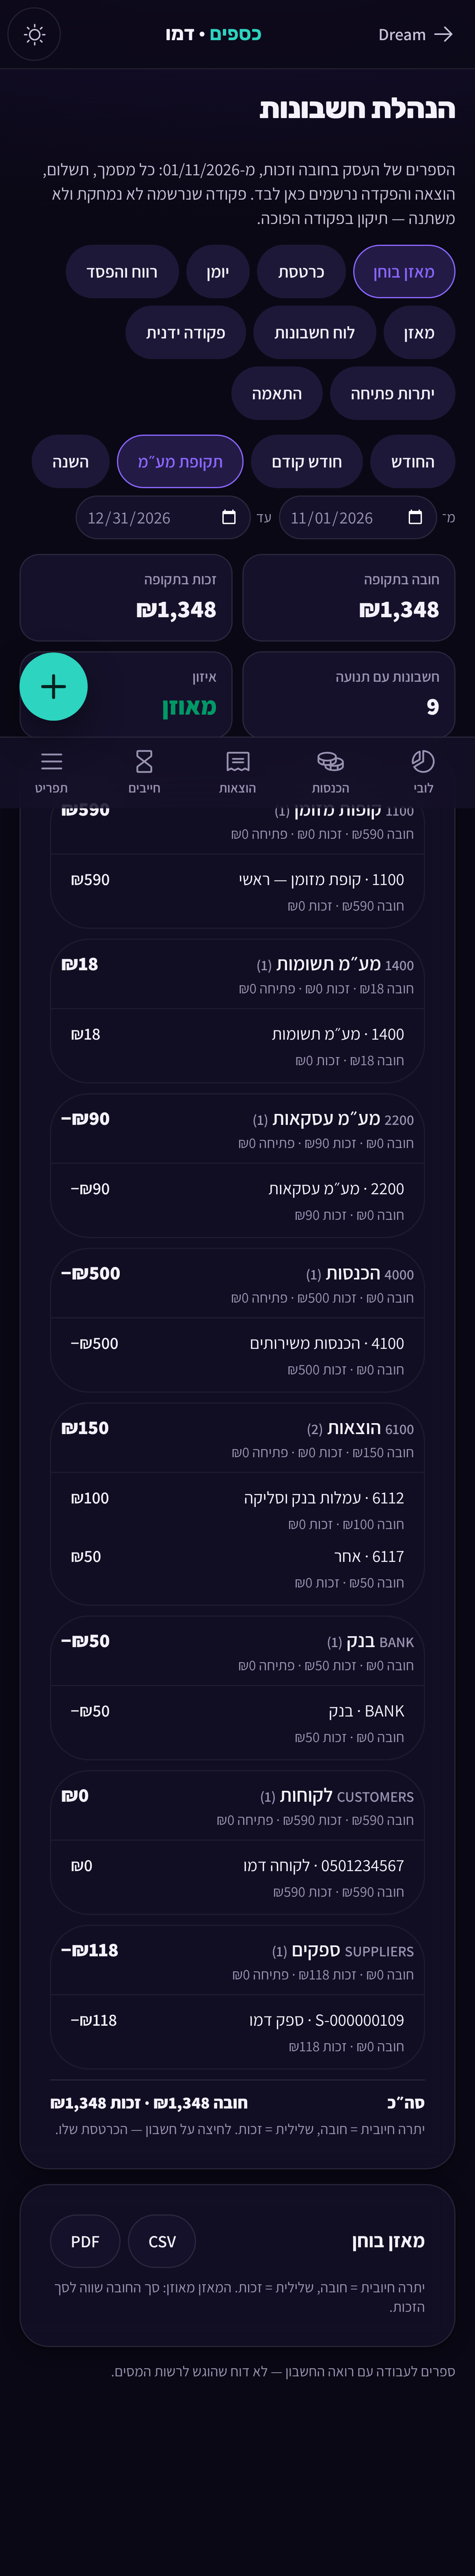 Dream
כספים • דמו
הנהלת חשבונות
הספרים של העסק בחובה וזכות, מ-01/11/2026: כל מסמך, תשלום,
הוצאה והפקדה נרשמים כאן לבד. פקודה שנרשמה לא נמחקת ולא
משתנה — תיקון בפקודה הפוכה.
מאזן בוחן כרטסת יומן רווח והפסד
מאזן לוח חשבונות פקודה ידנית
יתרות פתיחה התאמה
החודש חודש קודם תקופת מע״מ השנה
מ־ 11/01/2026 עד 12/31/2026
חובה בתקופה זכות בתקופה
₪1,348 ₪1,348
חשבונות עם תנועה איזון
9 מאוזן
לובי הכנסות הוצאות חייבים תפריט
1100 קופות מזומן (1) ₪590
חובה ₪590 · זכות ₪0 · פתיחה ₪0
1100 · קופת מזומן — ראשי ₪590
חובה ₪590 · זכות ₪0
1400 מע״מ תשומות (1) ₪18
חובה ₪18 · זכות ₪0 · פתיחה ₪0
1400 · מע״מ תשומות ₪18
חובה ₪18 · זכות ₪0
2200 מע״מ עסקאות (1) −₪90
חובה ₪0 · זכות ₪90 · פתיחה ₪0
2200 · מע״מ עסקאות −₪90
חובה ₪0 · זכות ₪90
4000 הכנסות (1) −₪500
חובה ₪0 · זכות ₪500 · פתיחה ₪0
4100 · הכנסות משירותים −₪500
חובה ₪0 · זכות ₪500
6100 הוצאות (2) ₪150
חובה ₪150 · זכות ₪0 · פתיחה ₪0
6112 · עמלות בנק וסליקה ₪100
חובה ₪100 · זכות ₪0
6117 · אחר ₪50
חובה ₪50 · זכות ₪0
BANK בנק (1) −₪50
חובה ₪0 · זכות ₪50 · פתיחה ₪0
BANK · בנק −₪50
חובה ₪0 · זכות ₪50
CUSTOMERS לקוחות (1) ₪0
חובה ₪590 · זכות ₪590 · פתיחה ₪0
0501234567 · לקוחה דמו ₪0
חובה ₪590 · זכות ₪590
SUPPLIERS ספקים (1) −₪118
חובה ₪0 · זכות ₪118 · פתיחה ₪0
S-000000109 · ספק דמו −₪118
חובה ₪0 · זכות ₪118
סה״כ חובה ₪1,348 · זכות ₪1,348
יתרה חיובית = חובה, שלילית = זכות. לחיצה על חשבון — הכרטסת שלו.
מאזן בוחן CSV PDF
יתרה חיובית = חובה, שלילית = זכות. המאזן מאוזן: סך החובה שווה לסך
הזכות.
ספרים לעבודה עם רואה החשבון — לא דוח שהוגש לרשות המסים.